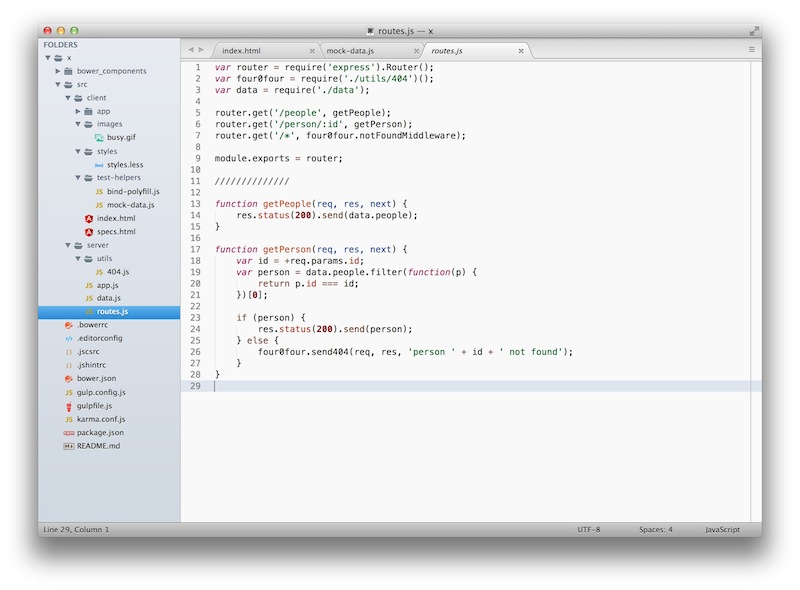 routes.js — x
FOLDERS
x
bower_components
src
client
app
images
busy.gif
styles
styles.less
test-helpers
bind-polyfill.js
mock-data.js
index.html
specs.html
server
utils
404.js
app.js
data.js
routes.js
.bowerrc
.editorconfig
.jscsrc
.jshintrc
bower.json
gulp.config.js
gulpfile.js
karma.conf.js
package.json
README.md
index.html
mock-data.js
routes.js
1 var router = require('express').Router();
2 var four0four = require('./utils/404')();
3 var data = require('./data');
4
5 router.get('/people', getPeople);
6 router.get('/person/:id', getPerson);
7 router.get('/*', four0four.notFoundMiddleware);
8
9 module.exports = router;
10
11 //////////////
12
13 function getPeople(req, res, next) {
14     res.status(200).send(data.people);
15 }
16
17 function getPerson(req, res, next) {
18     var id = +req.params.id;
19     var person = data.people.filter(function(p) {
20         return p.id === id;
21     })[0];
22
23     if (person) {
24         res.status(200).send(person);
25     } else {
26         four0four.send404(req, res, 'person ' + id + ' not found');
27     }
28 }
29
Line 29, Column 1
UTF-8
Spaces: 4
JavaScript